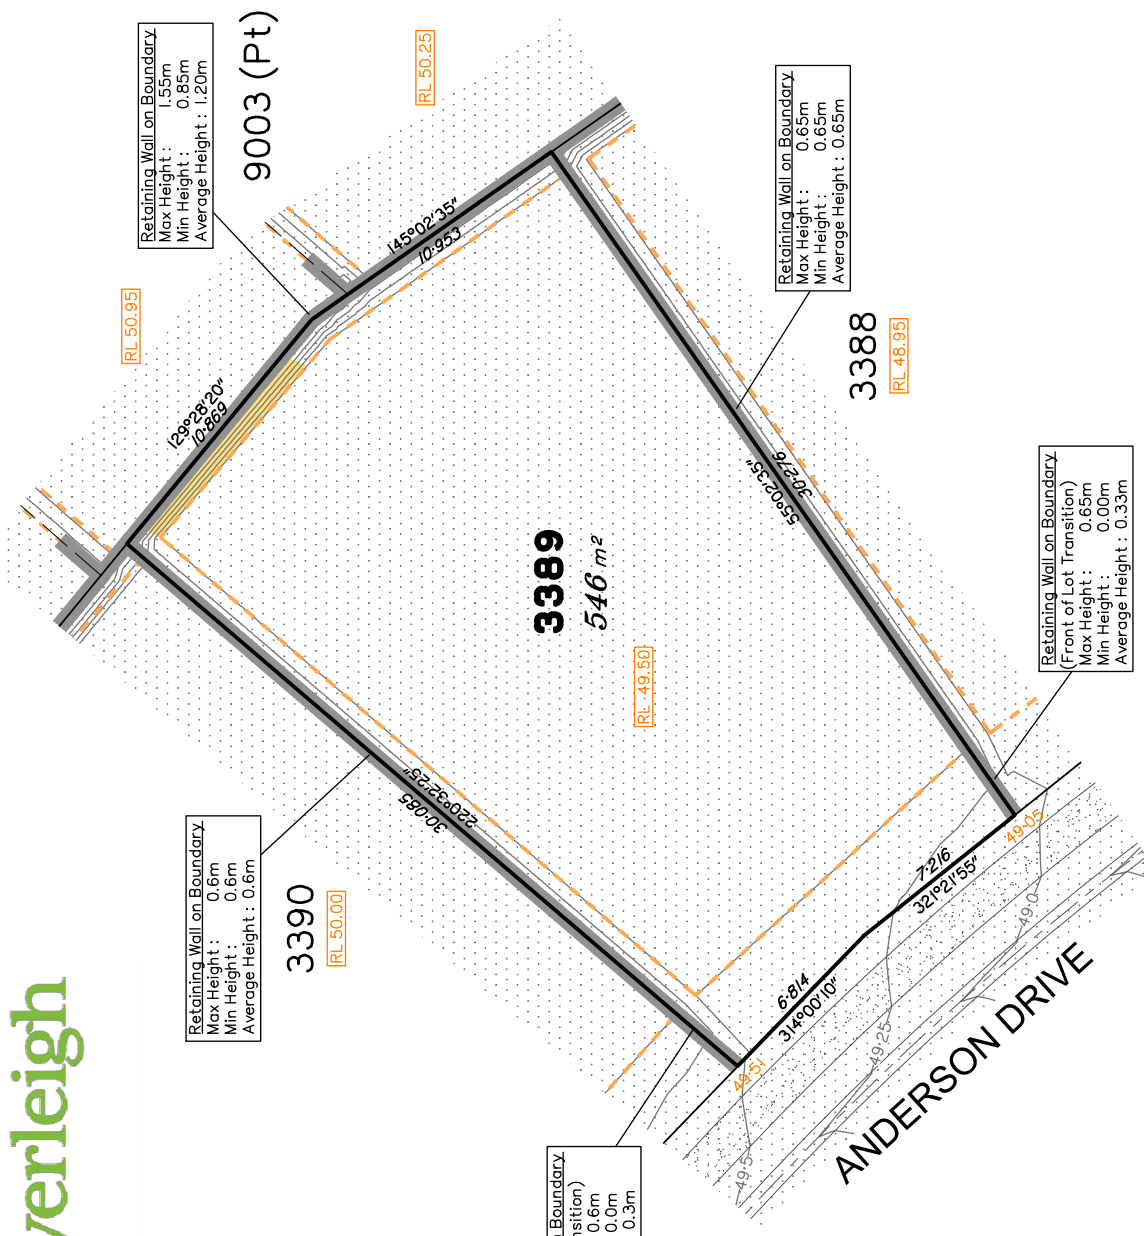 verleigh
Retaining Wall on Boundary
Max Height : 1.55m
Min Height : 0.85m
Average Height : 1.20m
9003 (Pt)
RL 50.25
RL 50.95
129°28'20"
10·869
145°02'35"
10·953
Retaining Wall on Boundary
Max Height : 0.65m
Min Height : 0.65m
Average Height : 0.65m
3388
RL 48.95
55°02'35"
30·276
3389
546 m²
RL 49.50
220°32'25"
30·085
Retaining Wall on Boundary
Max Height : 0.6m
Min Height : 0.6m
Average Height : 0.6m
3390
RL 50.00
Retaining Wall on Boundary
(Front of Lot Transition)
Max Height : 0.65m
Min Height : 0.00m
Average Height : 0.33m
49·05
7·216
321°21'55"
6·814
314°00'10"
49·51
49·0
49·25
49·5
ANDERSON DRIVE
Boundary
nsition)
0.6m
0.0m
0.3m